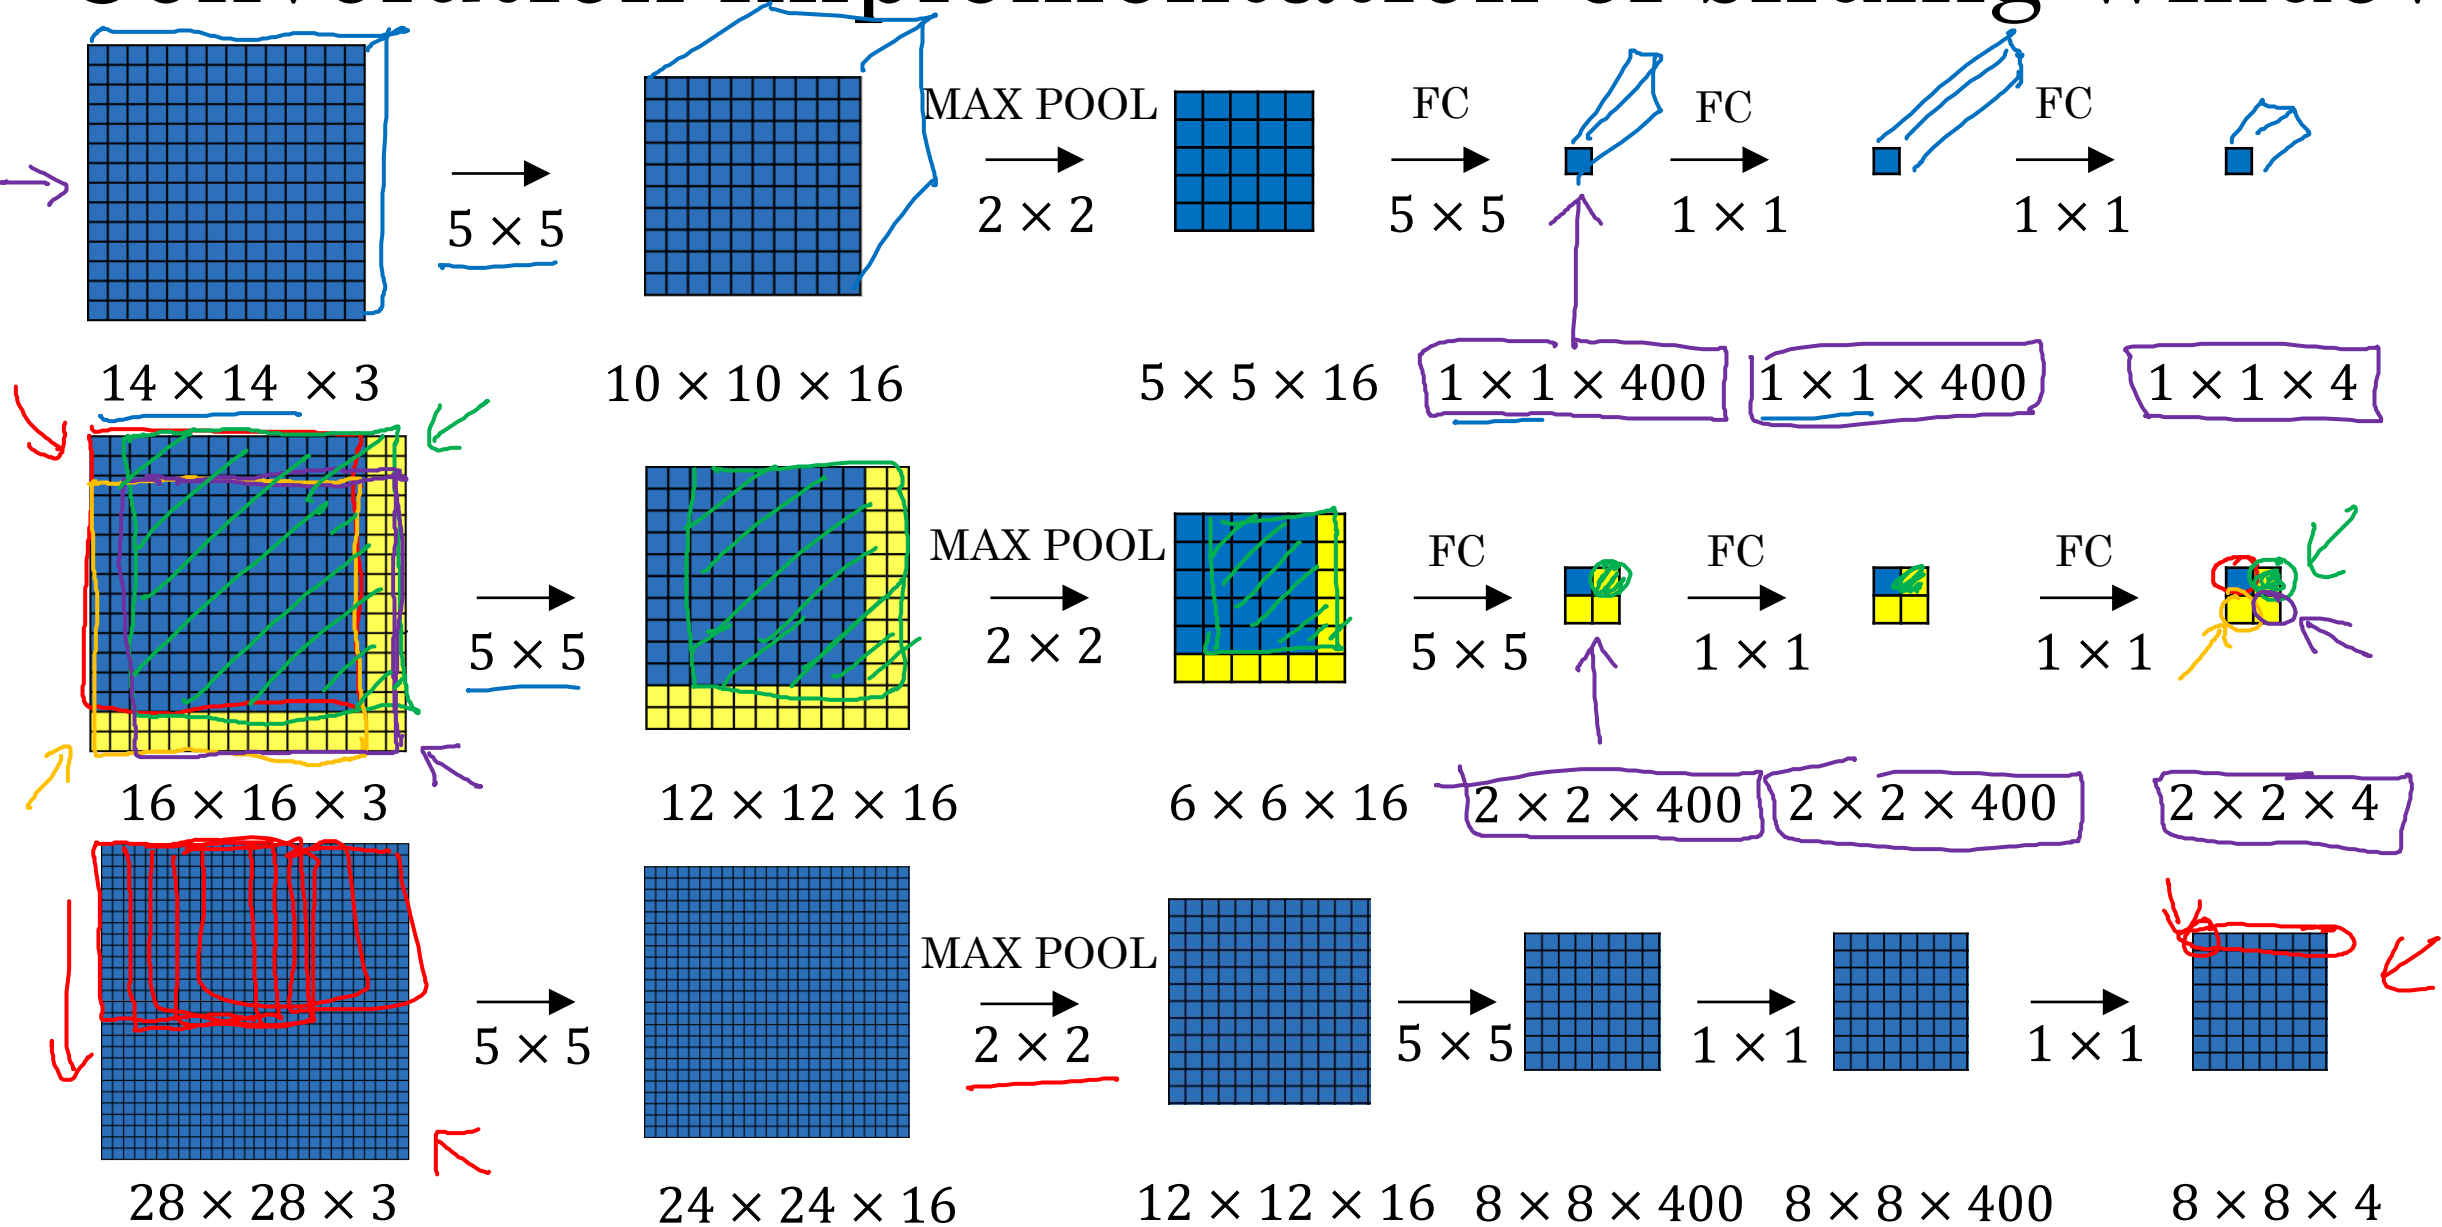 MAX POOL FC FC FC
5 × 5 2 × 2 5 × 5 1 × 1 1 × 1
14 × 14 × 3 10 × 10 × 16 5 × 5 × 16 1 × 1 × 400 1 × 1 × 400 1 × 1 × 4
MAX POOL FC FC FC
5 × 5 2 × 2 5 × 5 1 × 1 1 × 1
16 × 16 × 3 12 × 12 × 16 6 × 6 × 16 2 × 2 × 400 2 × 2 × 400 2 × 2 × 4
MAX POOL
5 × 5 2 × 2 5 × 5 1 × 1 1 × 1
28 × 28 × 3 24 × 24 × 16 12 × 12 × 16 8 × 8 × 400 8 × 8 × 400 8 × 8 × 4